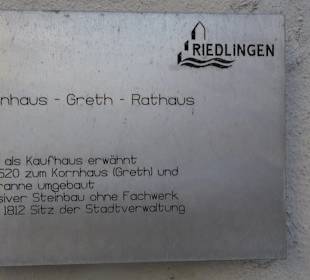 RIEDLINGEN
nhaus - Greth - Rathaus
als Kaufhaus erwähnt
520 zum Kornhaus (Greth) und
ranne umgebaut
siver Steinbau ohne Fachwerk
1812 Sitz der Stadtverwaltung